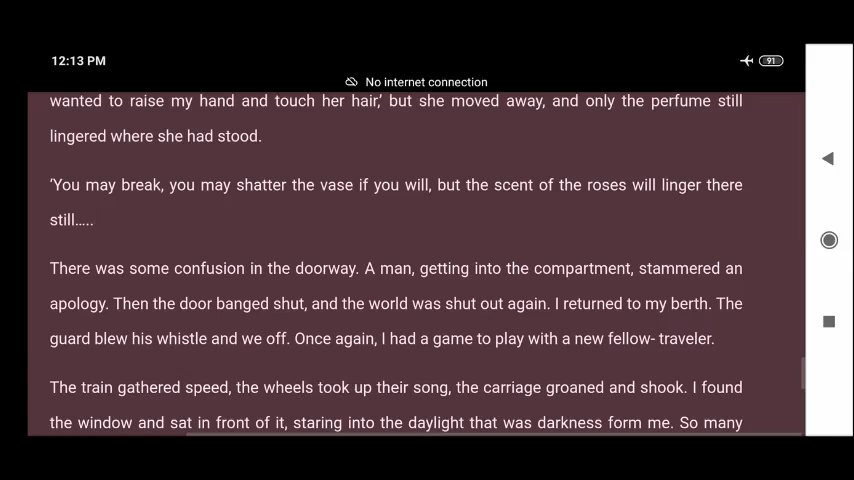 12:13 PM
91
No internet connection
wanted to raise my hand and touch her hair,’ but she moved away, and only the perfume still
lingered where she had stood.
‘You may break, you may shatter the vase if you will, but the scent of the roses will linger there
still.....
There was some confusion in the doorway. A man, getting into the compartment, stammered an
apology. Then the door banged shut, and the world was shut out again. I returned to my berth. The
guard blew his whistle and we off. Once again, I had a game to play with a new fellow- traveler.
The train gathered speed, the wheels took up their song, the carriage groaned and shook. I found
the window and sat in front of it, staring into the daylight that was darkness form me. So many